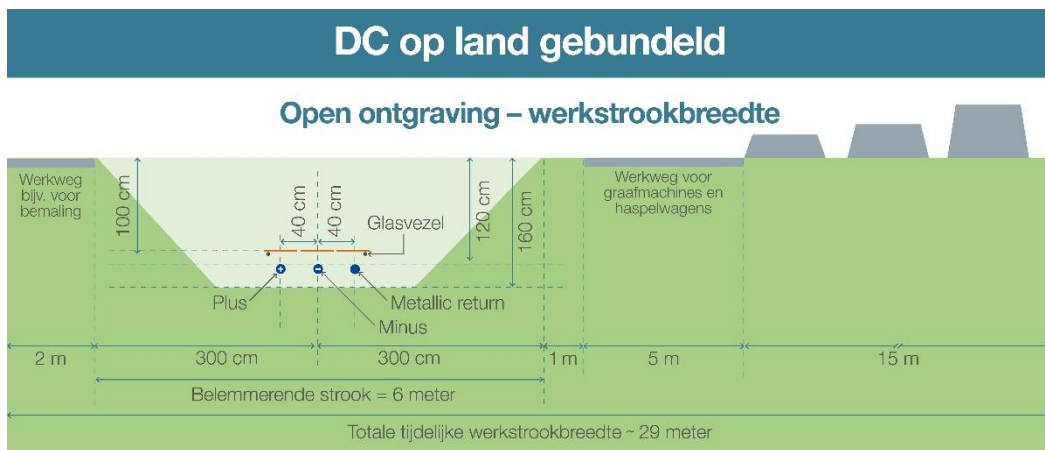 DC op land gebundeld
Open ontgraving – werkstrookbreedte
Werkweg
bijv. voor
bemaling
100 cm
40 cm
40 cm
Glasvezel
120 cm
160 cm
Werkweg voor
graafmachines en
haspelwagens
Plus
Metallic return
Minus
2 m
300 cm
300 cm
1 m
5 m
15 m
Belemmerende strook = 6 meter
Totale tijdelijke werkstrookbreedte ~ 29 meter